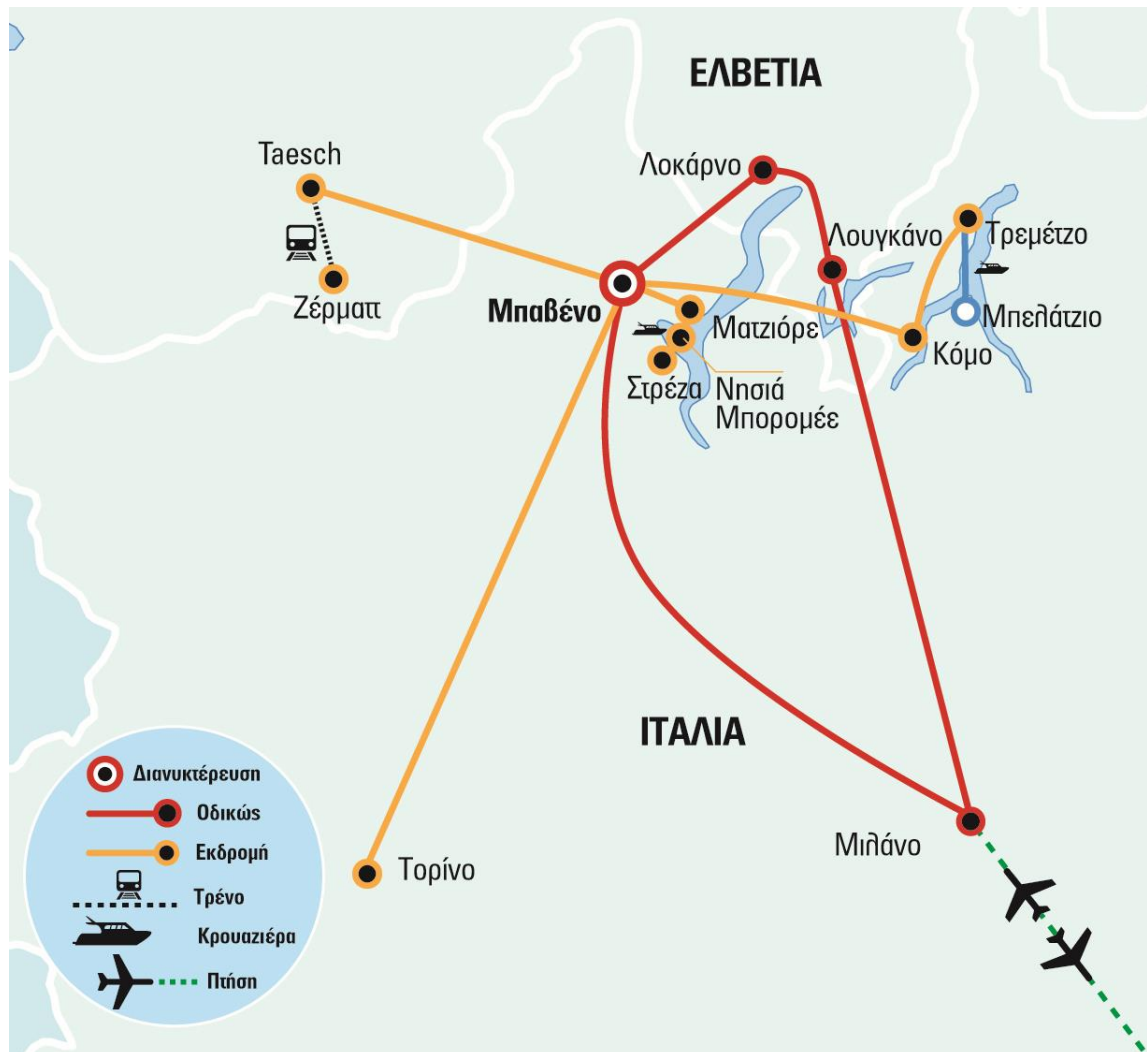 ΕΛΒΕΤΙΑ
Taesch
Λοκάρνο
Λουγκάνο
Τρεμέτζο
Ζέρματτ
Μπαβένο
Ματζιόρε
Μπελάτζιο
Κόμο
Στρέζα
Νησιά
Μπορομέε
ΙΤΑΛΙΑ
Μιλάνο
Τορίνο
Διανυκτέρευση
Οδικώς
Εκδρομή
Τρένο
Κρουαζιέρα
Πτήση